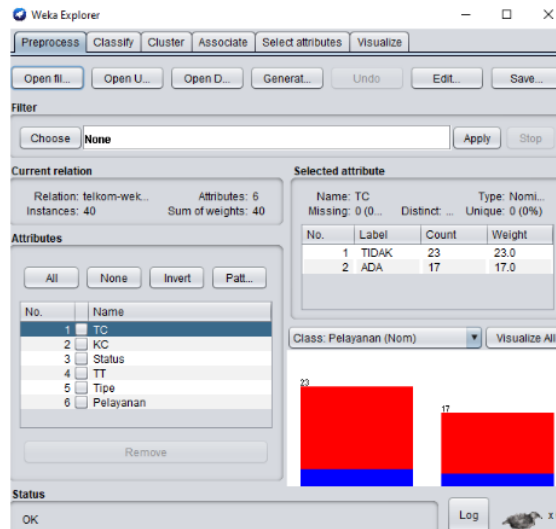 Weka Explorer
Preprocess Classify Cluster Associate Select attributes Visualize
Open fil... Open U... Open D... Generat... Undo Edit... Save...
Filter
Choose None Apply Stop
Current relation
Relation: telkom-wek... Attributes: 6
Instances: 40 Sum of weights: 40
Selected attribute
Name: TC Type: Nomi...
Missing: 0 (0... Distinct: ... Unique: 0 (0%)
No. Label Count Weight
1 TIDAK 23 23.0
2 ADA 17 17.0
Attributes
All None Invert Patt...
No. Name
1 TC
2 KC
3 Status
4 TT
5 Tipe
6 Pelayanan
Remove
Class: Pelayanan (Nom) Visualize All
23
17
Status
OK
Log
x